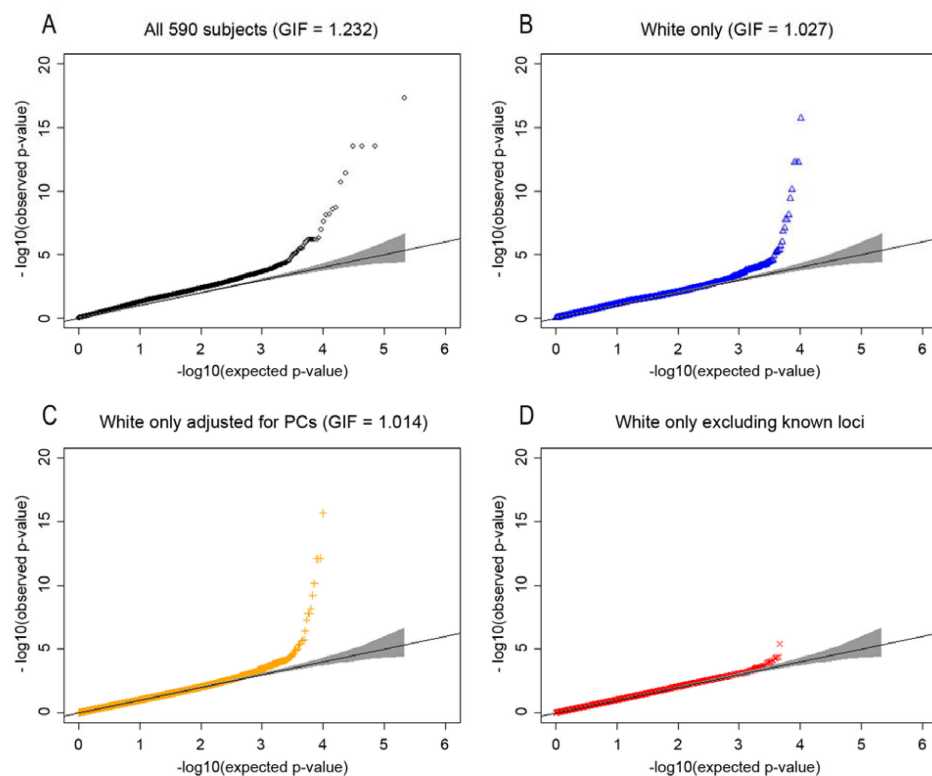 A
All 590 subjects (GIF = 1.232)
-log10(observed p-value)
20
15
10
5
0
0 1 2 3 4 5 6
-log10(expected p-value)
B
White only (GIF = 1.027)
-log10(observed p-value)
20
15
10
5
0
0 1 2 3 4 5 6
-log10(expected p-value)
C
White only adjusted for PCs (GIF = 1.014)
-log10(observed p-value)
20
15
10
5
0
0 1 2 3 4 5 6
-log10(expected p-value)
D
White only excluding known loci
-log10(observed p-value)
20
15
10
5
0
0 1 2 3 4 5 6
-log10(expected p-value)